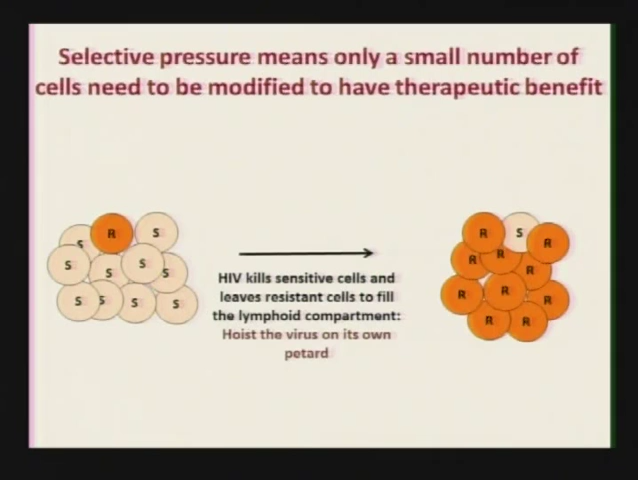 Selective pressure means only a small number of
cells need to be modified to have therapeutic benefit
S R S
S S S S
S S S S
HIV kills sensitive cells and
leaves resistant cells to fill
the lymphoid compartment:
Hoist the virus on its own
petard
R S R
R R R
R R R
R R